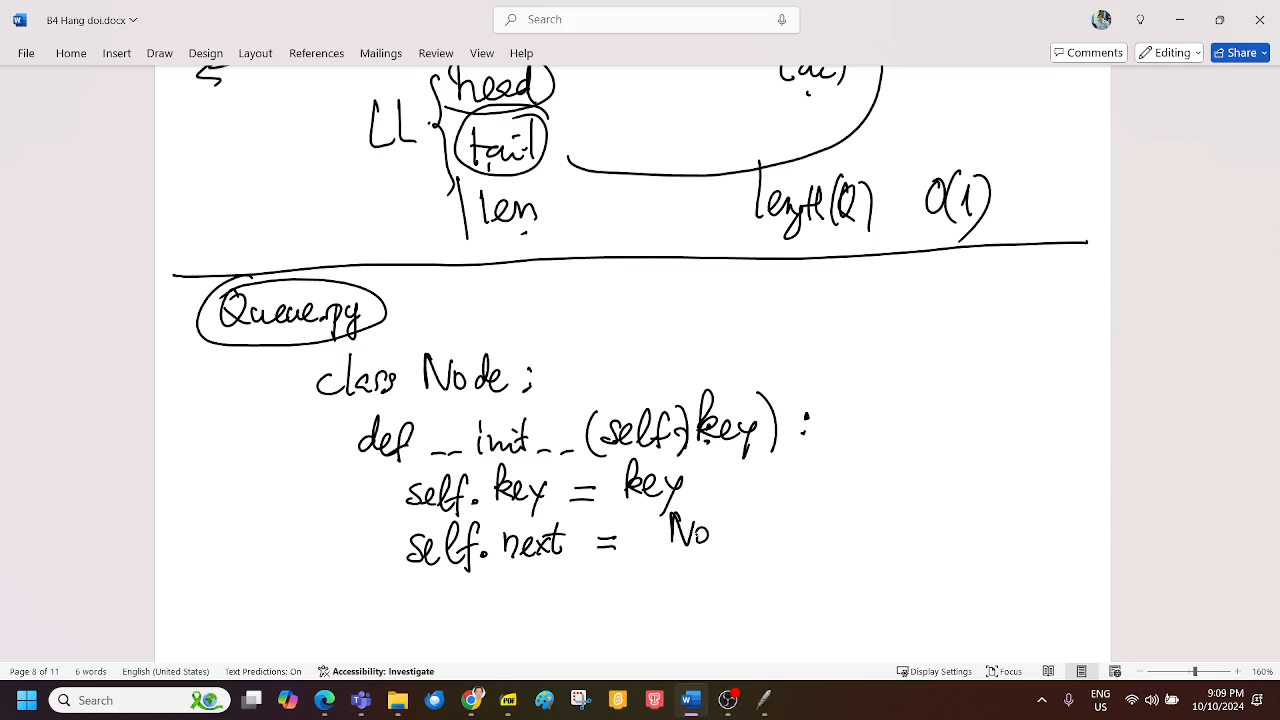 B4 Hang doi.docx
Search
File Home Insert Draw Design Layout References Mailings Review View Help
Comments Editing Share
head
LL
tail
len
length(Q) O(1)
Queue.py
class Node:
def __init__(self, key):
self.key = key
self.next = No
Page 8 of 11 6 words English (United States) Text Predictions: On Accessibility: Investigate
Display Settings Focus 160%
Search
ENG
US
9:09 PM
10/10/2024